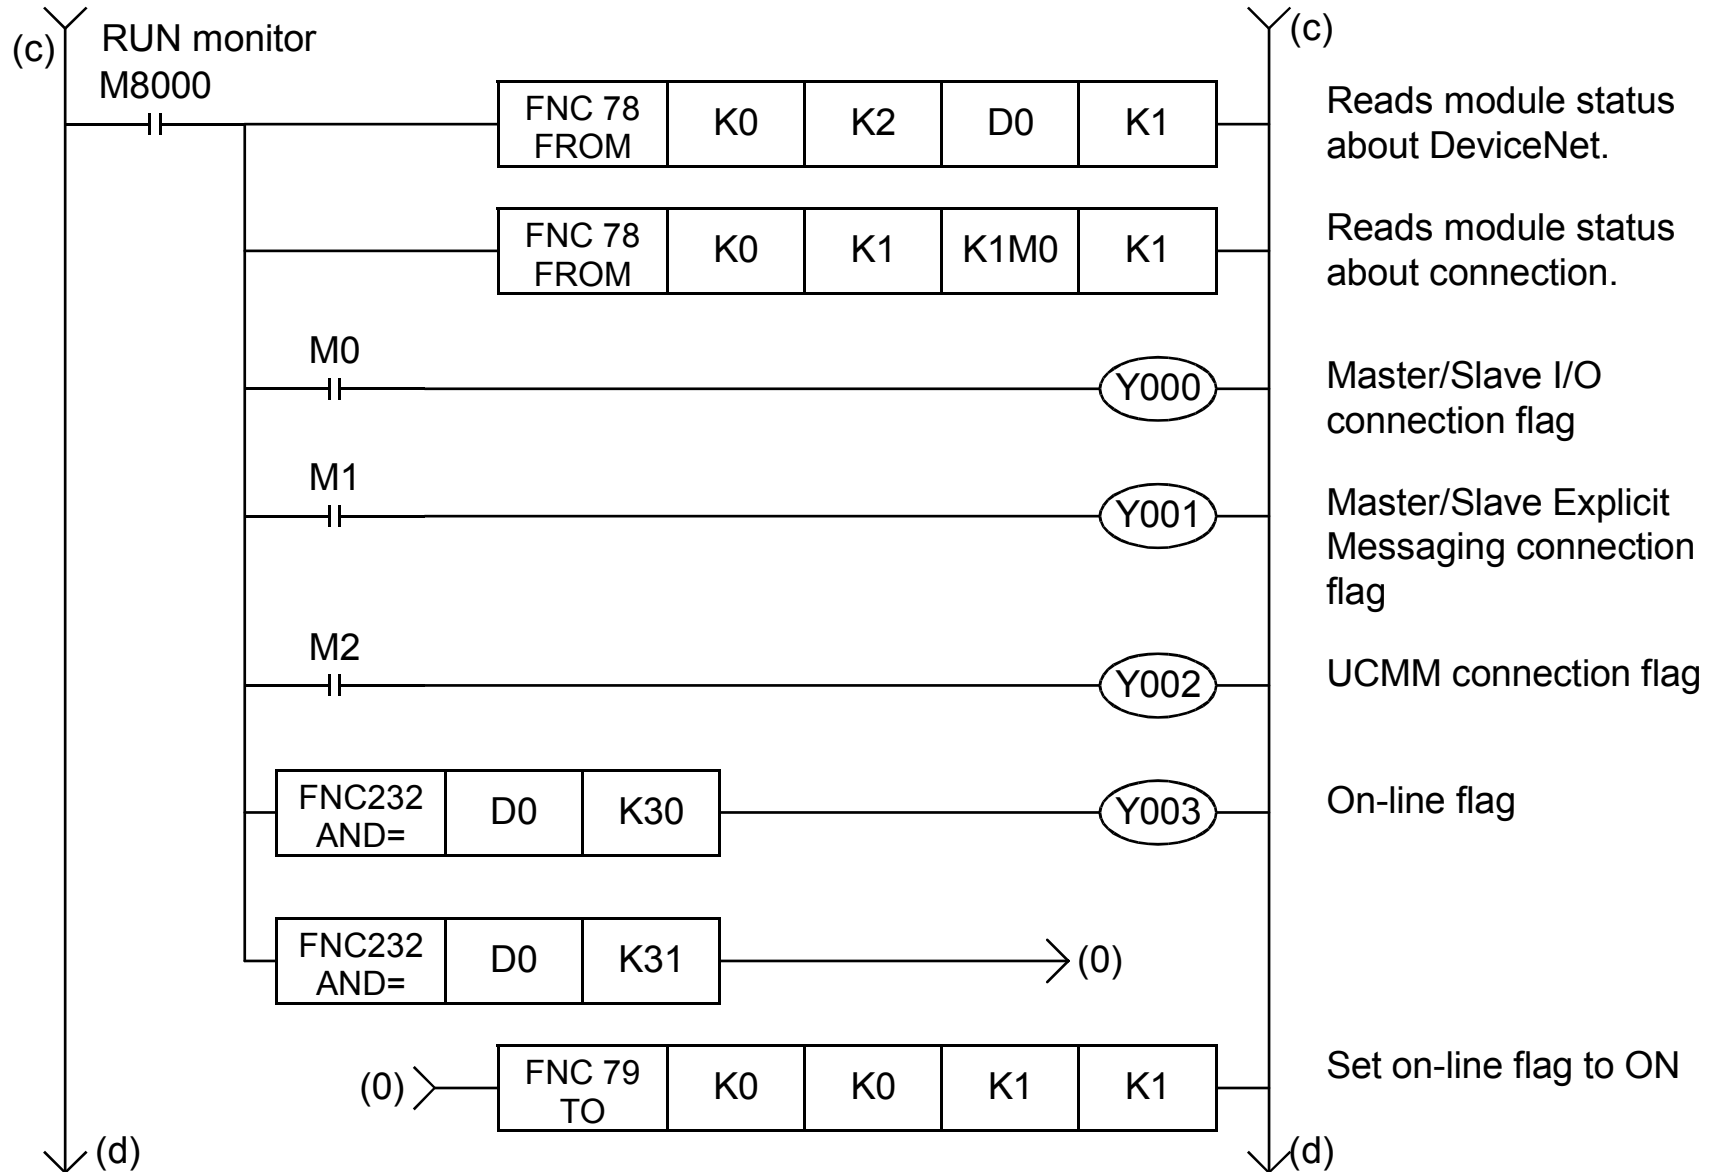 (c)
RUN monitor
M8000
(c)
FNC 78
FROM
K0
K2
D0
K1
Reads module status
about DeviceNet.
FNC 78
FROM
K0
K1
K1M0
K1
Reads module status
about connection.
M0
Y000
Master/Slave I/O
connection flag
M1
Y001
Master/Slave Explicit
Messaging connection
flag
M2
Y002
UCMM connection flag
FNC232
AND=
D0
K30
Y003
On-line flag
FNC232
AND=
D0
K31
(0)
(0)
FNC 79
TO
K0
K0
K1
K1
Set on-line flag to ON
(d)
(d)